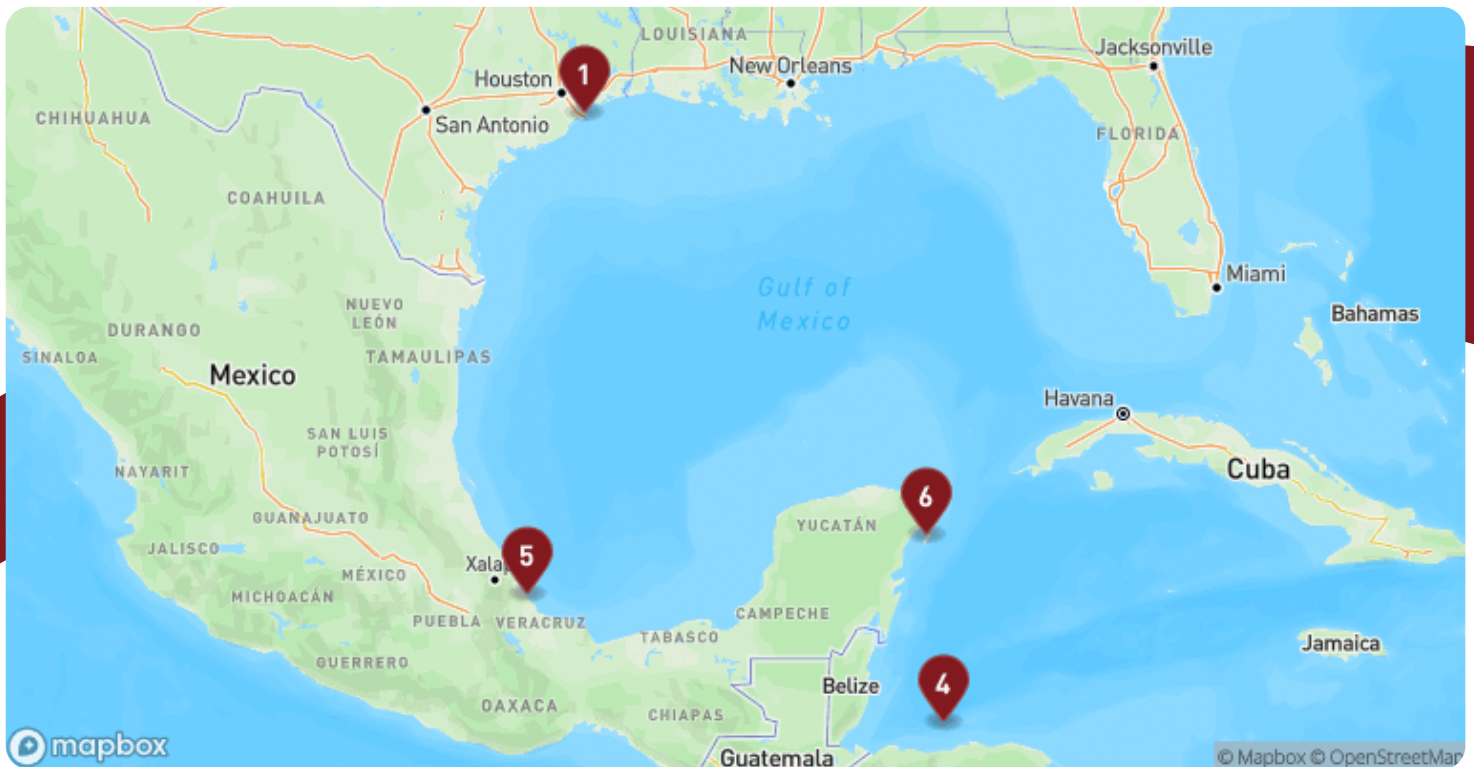 LOUISIANA
Jacksonville
New Orleans
Houston
1
San Antonio
CHIHUAHUA
FLORIDA
COAHUILA
Miami
Gulf of
Mexico
NUEVO
LEÓN
Bahamas
DURANGO
SINALOA
TAMAULIPAS
Mexico
Havana
SAN LUIS
POTOSÍ
NAYARIT
Cuba
6
GUANAJUATO
YUCATÁN
JALISCO
5
Xala
MÉXICO
MICHOACÁN
PUEBLA
VERACRUZ
CAMPECHE
TABASCO
Jamaica
GUERRERO
4
Belize
OAXACA
CHIAPAS
mapbox
Guatemala
© Mapbox © OpenStreetMap